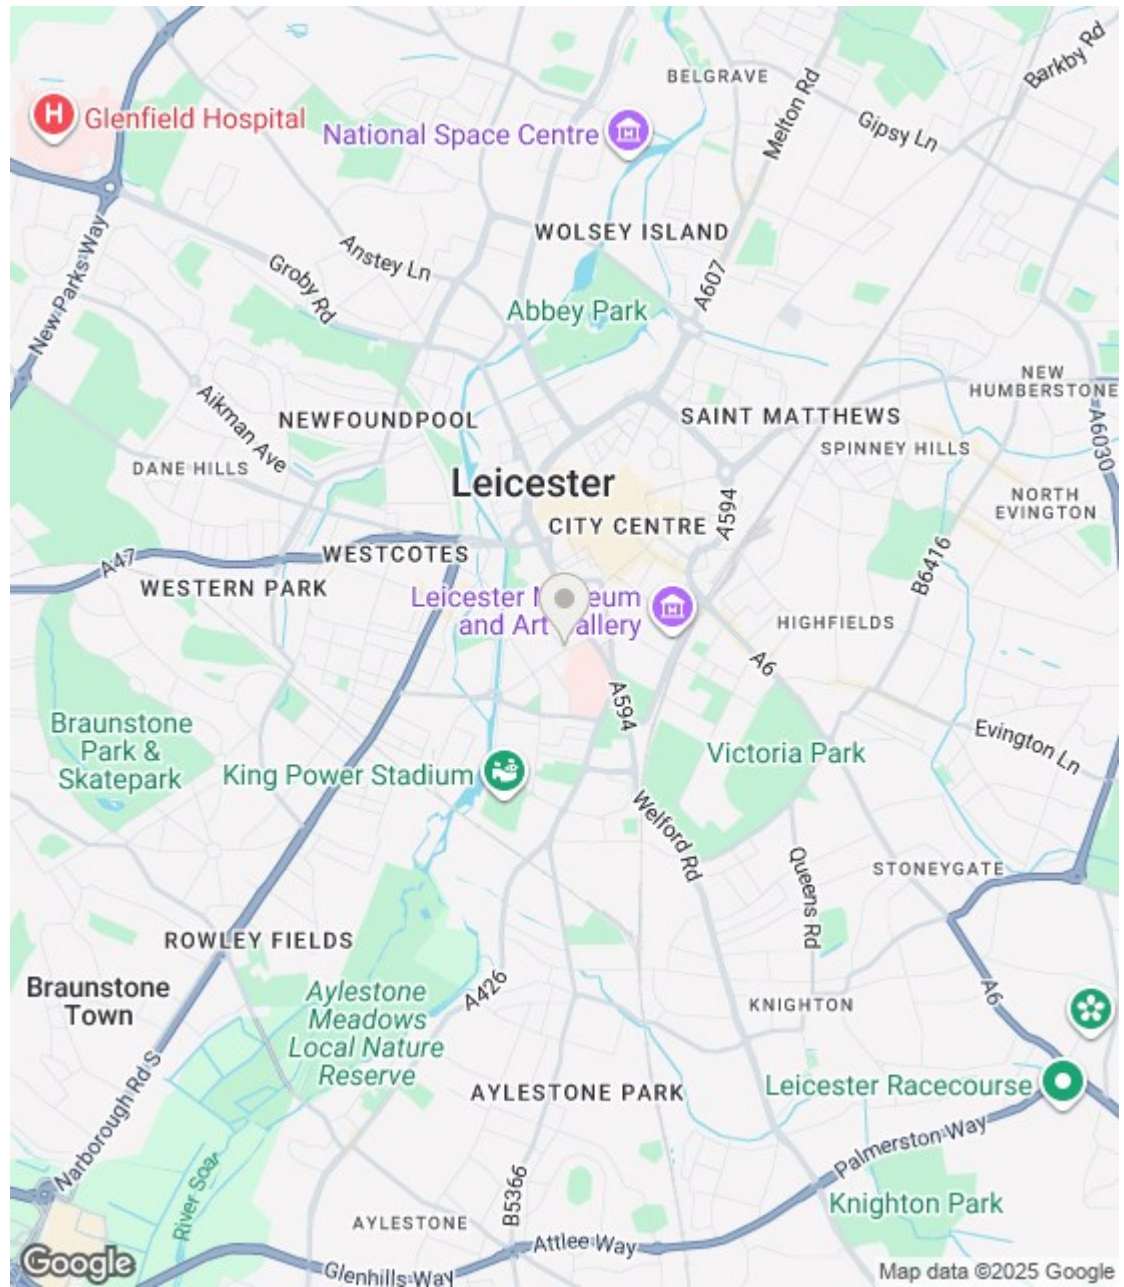 BELGRAVE
Barkby Rd
Melton Rd
Gipsy Ln
Glenfield Hospital
National Space Centre
New Parks Way
Anstey Ln
Groby Rd
WOLSEY ISLAND
A607
Abbey Park
Aikman Ave
NEWFOUNDPOOL
SAINT MATTHEWS
NEW
HUMBERSTONE
A6030
SPINNEY HILLS
DANE HILLS
Leicester
CITY CENTRE
A594
NORTH
EVINGTON
A47
WESTCOTES
WESTERN PARK
B6416
Leicester
and Art
HIGHFIELDS
A6
A594
Braunstone
Park &
Skatepark
King Power Stadium
Victoria Park
Evington Ln
Welford Rd
Queens Rd
STONEYGATE
ROWLEY FIELDS
Braunstone
Town
A426
Aylestone
Meadows
Local Nature
Reserve
KNIGHTON
A6
Narborough Rd S
AYLESTONE PARK
Leicester Racecourse
Palmerston Way
River Soar
B5366
Knighton Park
AYLESTONE
Attlee Way
Glenhills Way
Google
Map data ©2025 Google